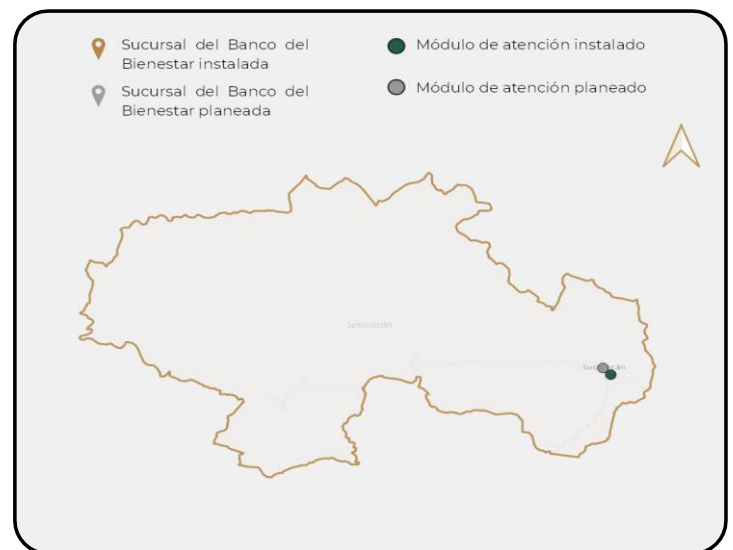 Sucursal del Banco del
Bienestar instalada
Sucursal del Banco del
Bienestar planeada
Módulo de atención instalado
Módulo de atención planeado
Susticacán